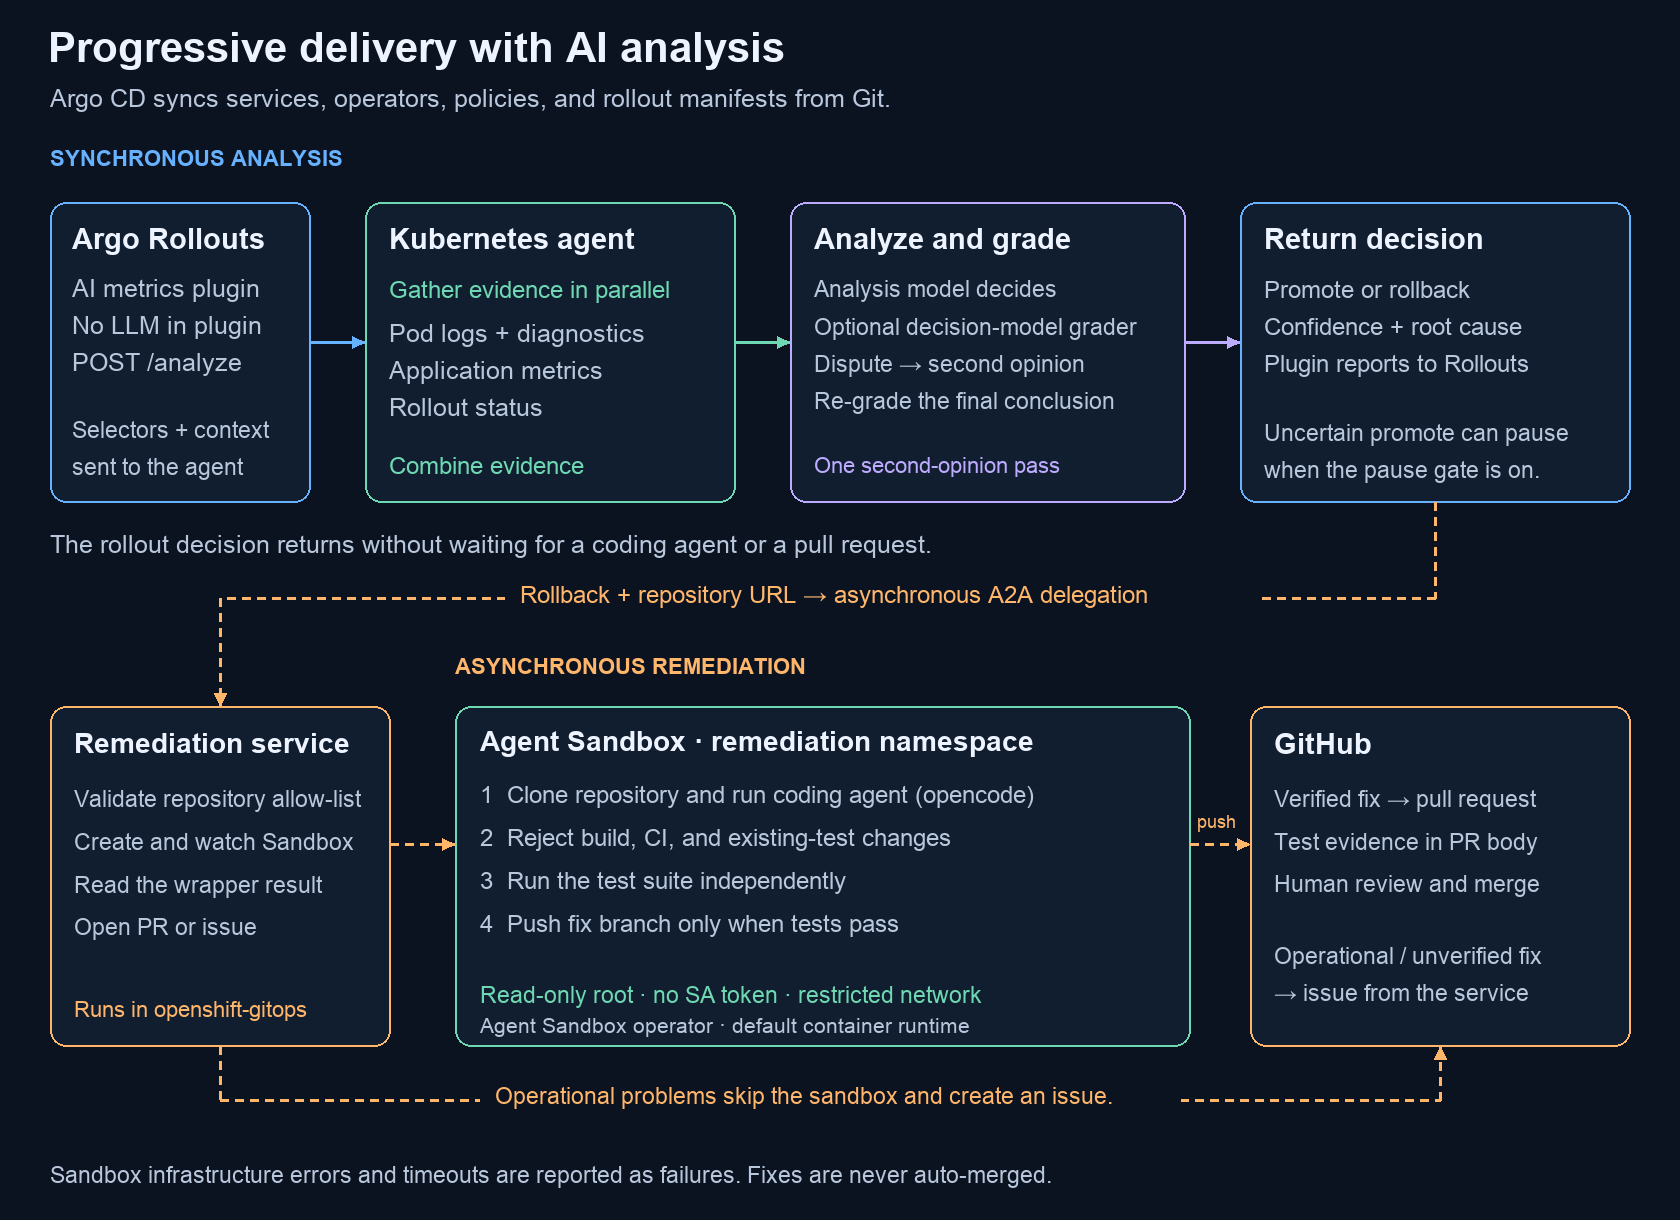 Progressive delivery with AI analysis
Argo CD syncs services, operators, policies, and rollout manifests from Git.
SYNCHRONOUS ANALYSIS
Argo Rollouts
AI metrics plugin
No LLM in plugin
POST /analyze
Selectors + context
sent to the agent
Kubernetes agent
Gather evidence in parallel
Pod logs + diagnostics
Application metrics
Rollout status
Combine evidence
Analyze and grade
Analysis model decides
Optional decision-model grader
Dispute → second opinion
Re-grade the final conclusion
One second-opinion pass
Return decision
Promote or rollback
Confidence + root cause
Plugin reports to Rollouts
Uncertain promote can pause
when the pause gate is on.
The rollout decision returns without waiting for a coding agent or a pull request.
Rollback + repository URL → asynchronous A2A delegation
ASYNCHRONOUS REMEDIATION
Remediation service
Validate repository allow-list
Create and watch Sandbox
Read the wrapper result
Open PR or issue
Runs in openshift-gitops
Agent Sandbox · remediation namespace
1 Clone repository and run coding agent (opencode)
2 Reject build, CI, and existing-test changes
3 Run the test suite independently
4 Push fix branch only when tests pass
Read-only root · no SA token · restricted network
Agent Sandbox operator · default container runtime
push
GitHub
Verified fix → pull request
Test evidence in PR body
Human review and merge
Operational / unverified fix
→ issue from the service
Operational problems skip the sandbox and create an issue.
Sandbox infrastructure errors and timeouts are reported as failures. Fixes are never auto-merged.